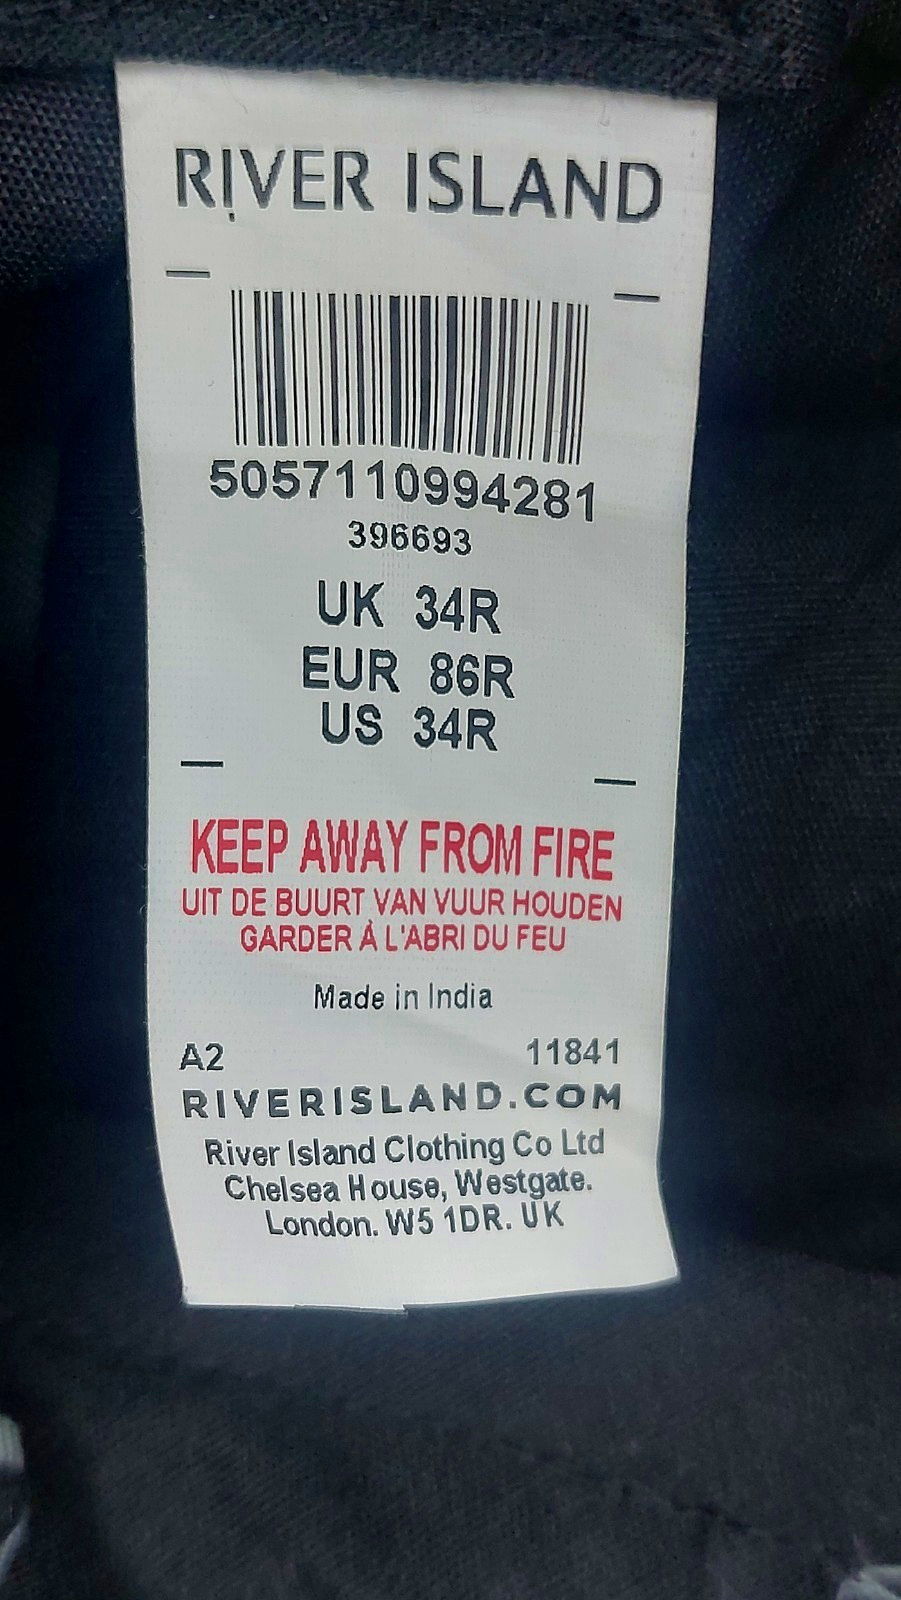 RIVER ISLAND
5057110994281
396693
UK 34R
EUR 86R
US 34R
KEEP AWAY FROM FIRE
UIT DE BUURT VAN VUUR HOUDEN
GARDER À L'ABRI DU FEU
Made in India
A2 11841
RIVERISLAND.COM
River Island Clothing Co Ltd
Chelsea House, Westgate.
London. W5 1DR. UK